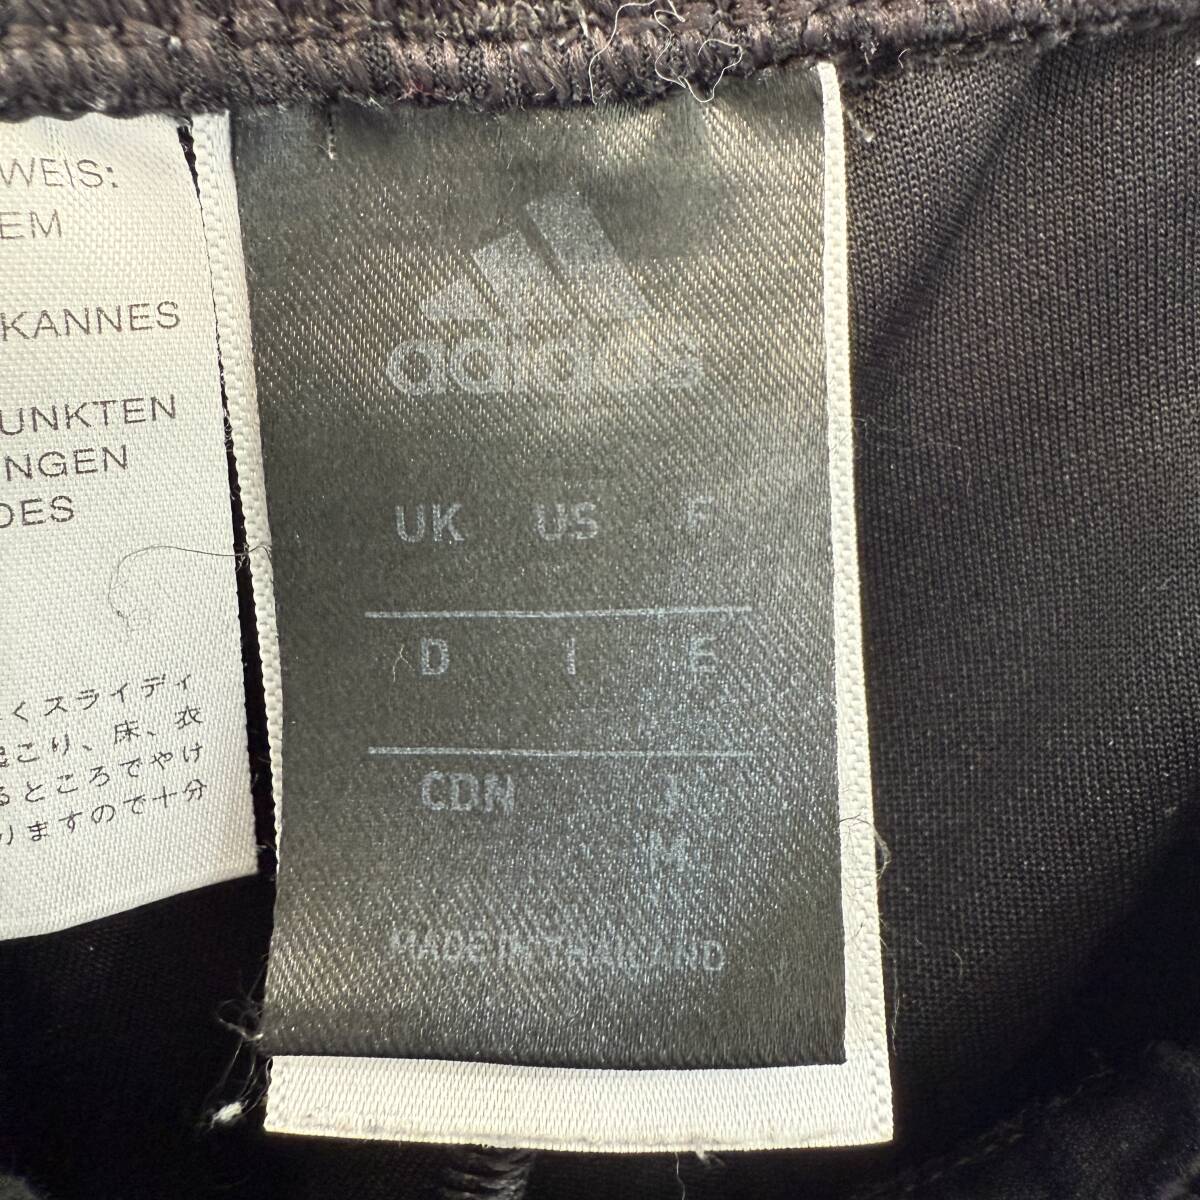 WEIS:
EM
KANNES
UNKTEN
NGEN
DES
くスライディ
こり、床、衣
るところでやけ
りますので十分
adidas
UK US F
D I E
CDN J
M
MADE IN THAILAND